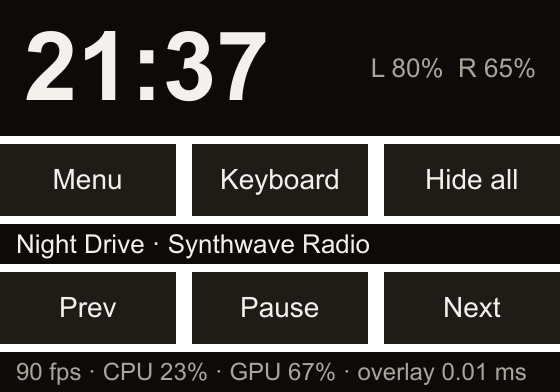 21:37 L 80% R 65%
Menu Keyboard Hide all
Night Drive · Synthwave Radio
Prev Pause Next
90 fps · CPU 23% · GPU 67% · overlay 0.01 ms